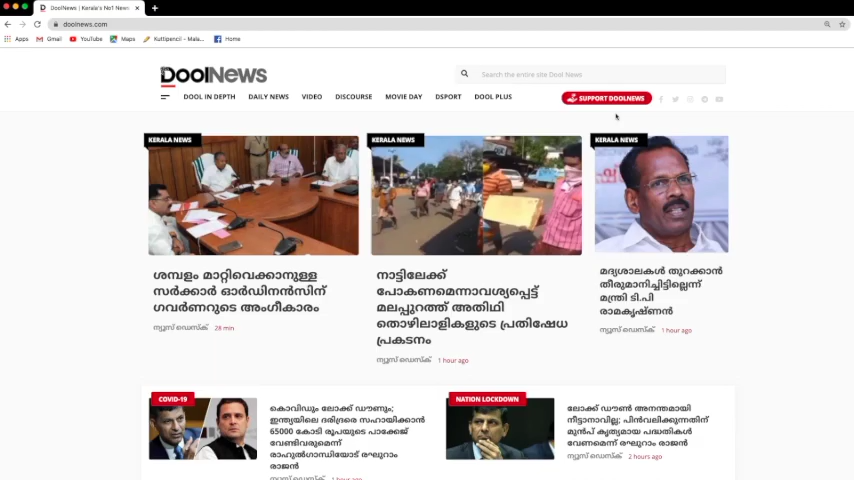 DoolNews | Kerala's No1 News
doolnews.com
Apps Gmail YouTube Maps Kuttipencil - Mala... Home
DoolNews
Search the entire site Dool News
DOOL IN DEPTH DAILY NEWS VIDEO DISCOURSE MOVIE DAY DSPORT DOOL PLUS
SUPPORT DOOLNEWS
KERALA NEWS
ശമ്പളം മാറ്റിവെക്കാനുള്ള
സര്‍ക്കാര്‍ ഓര്‍ഡിനന്‍സിന്
ഗവര്‍ണറുടെ അംഗീകാരം
ന്യൂസ് ഡെസ്‌ക് 28 min
KERALA NEWS
നാട്ടിലേക്ക്
പോകണമെന്നാവശ്യപ്പെട്ട്
മലപ്പുറത്ത് അതിഥി
തൊഴിലാളികളുടെ പ്രതിഷേധ
പ്രകടനം
ന്യൂസ് ഡെസ്‌ക് 1 hour ago
KERALA NEWS
മദ്യശാലകള്‍ തുറക്കാന്‍
തീരുമാനിച്ചിട്ടില്ലെന്ന്
മന്ത്രി ടി.പി
രാമകൃഷ്ണന്‍
ന്യൂസ് ഡെസ്‌ക് 1 hour ago
COVID-19
കൊവിഡും ലോക്ക് ഡൗണും;
ഇന്ത്യയിലെ ദരിദ്രരെ സഹായിക്കാന്‍
65000 കോടി രൂപയുടെ പാക്കേജ്
വേണ്ടിവരുമെന്ന്
രാഹുല്‍ഗാന്ധിയോട് രഘുറാം
രാജന്‍
ന്യൂസ് ഡെസ്‌ക് 1 hour ago
NATION LOCKDOWN
ലോക്ക് ഡൗണ്‍ അനന്തമായി
നീട്ടാനാവില്ല; പിന്‍വലിക്കുന്നതിന്
മുന്‍പ് കൃത്യമായ പദ്ധതികള്‍
വേണമെന്ന് രഘുറാം രാജന്‍
ന്യൂസ് ഡെസ്‌ക് 2 hours ago